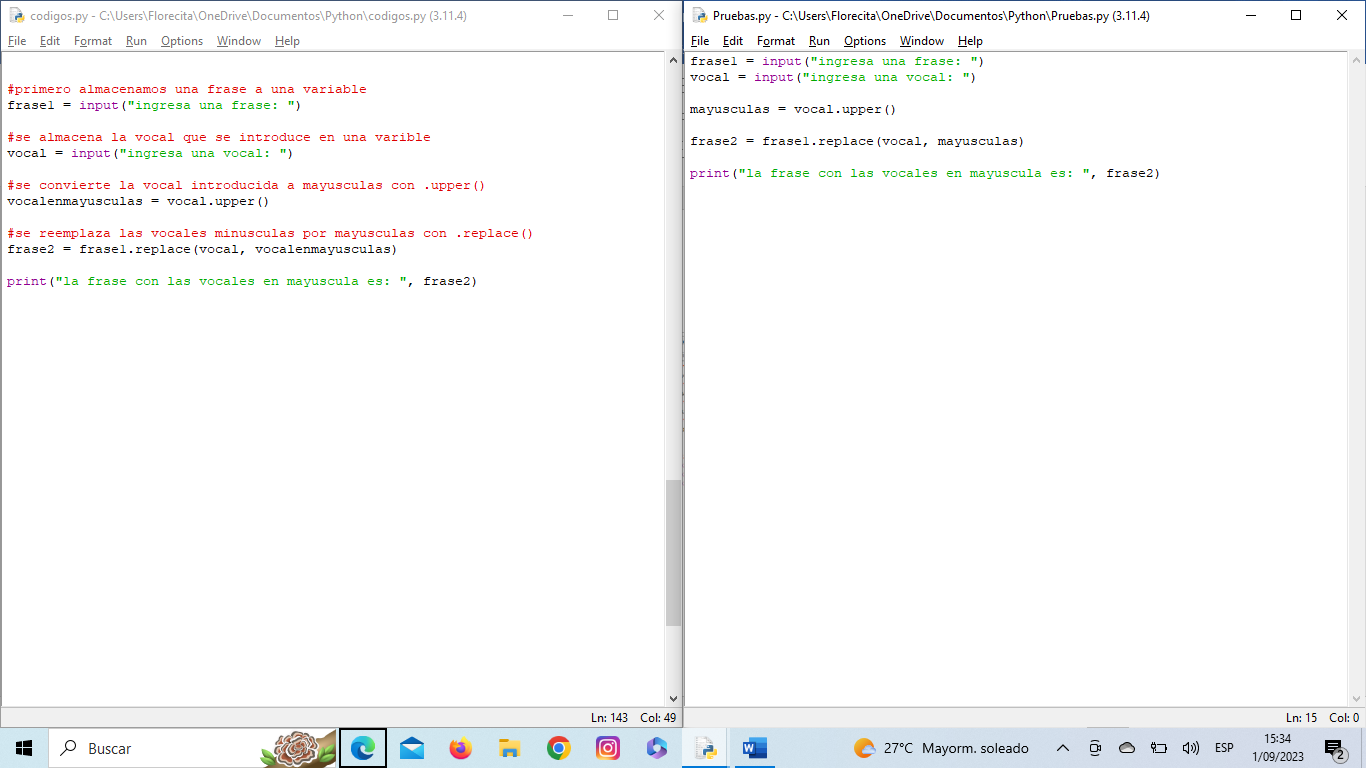 codigos.py - C:\Users\Florecita\OneDrive\Documentos\Python\codigos.py (3.11.4)
File Edit Format Run Options Window Help
#primero almacenamos una frase a una variable
frase1 = input("ingresa una frase: ")
#se almacena la vocal que se introduce en una varible
vocal = input("ingresa una vocal: ")
#se convierte la vocal introducida a mayusculas con .upper()
vocalenmayusculas = vocal.upper()
#se reemplaza las vocales minusculas por mayusculas con .replace()
frase2 = frase1.replace(vocal, vocalenmayusculas)
print("la frase con las vocales en mayuscula es: ", frase2)
Ln: 143 Col: 49
Pruebas.py - C:\Users\Florecita\OneDrive\Documentos\Python\Pruebas.py (3.11.4)
File Edit Format Run Options Window Help
frase1 = input("ingresa una frase: ")
vocal = input("ingresa una vocal: ")
mayusculas = vocal.upper()
frase2 = frase1.replace(vocal, mayusculas)
print("la frase con las vocales en mayuscula es: ", frase2)
Ln: 15 Col: 0
Buscar
27°C Mayorm. soleado
ESP
15:34
1/09/2023
2